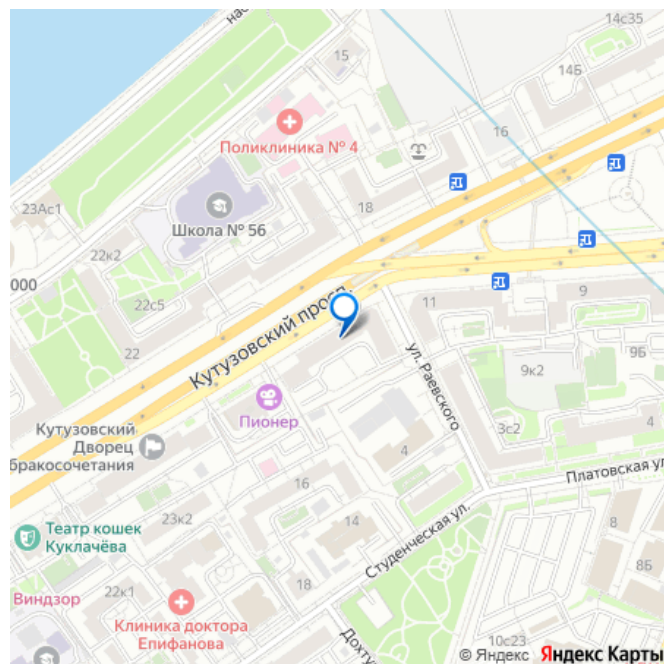 наб
14с35
15
14Б
Поликлиника № 4
16
23Ас1
18
Школа № 56
22к2
000
22с5
11
9
Кутузовский просп.
22
ул. Раевского
9к2
Пионер
Кутузовский
Дворец
бракосочетания
3с2
4
4
Платовская ул
16
Театр кошек
Куклачёва
23к2
14
Студенческая ул.
8
22к1
18
8Б
Виндзор
Клиника доктора
Епифанова
Дохту
10с23
© Яндекс Яндекс Карты